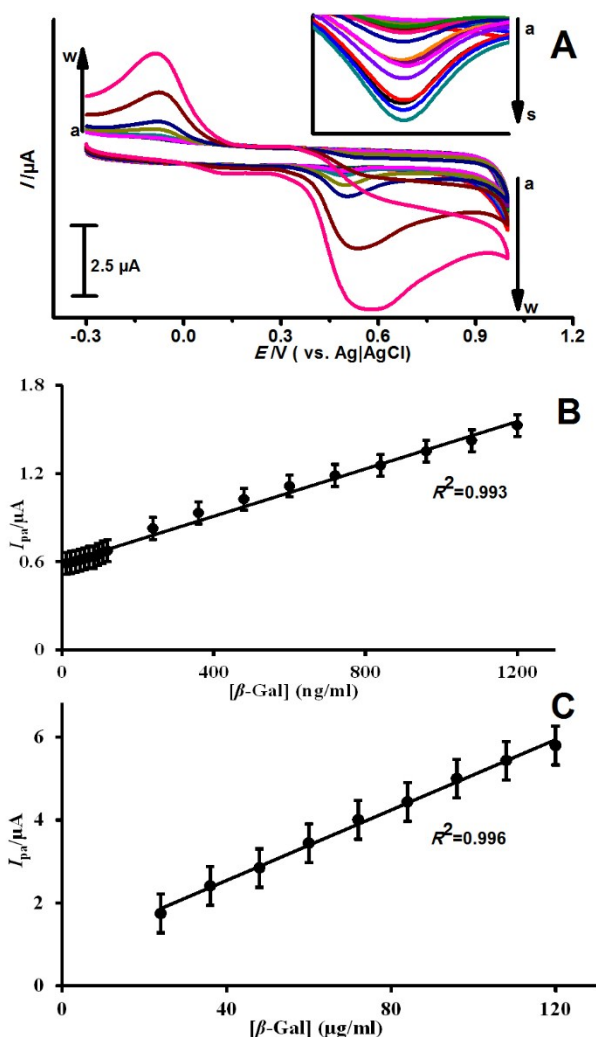 A
w
a
a
s
I/µA
a
2.5 µA
w
-0.3 0.0 0.3 0.6 0.9 1.2
E/V ( vs. Ag|AgCl)
B
1.8
1.2
0.6
0
I pa/µA
R2=0.993
0 400 800 1200
[β-Gal] (ng/ml)
C
6
4
2
0
I pa/µA
R2=0.996
0 40 80 120
[β-Gal] (µg/ml)